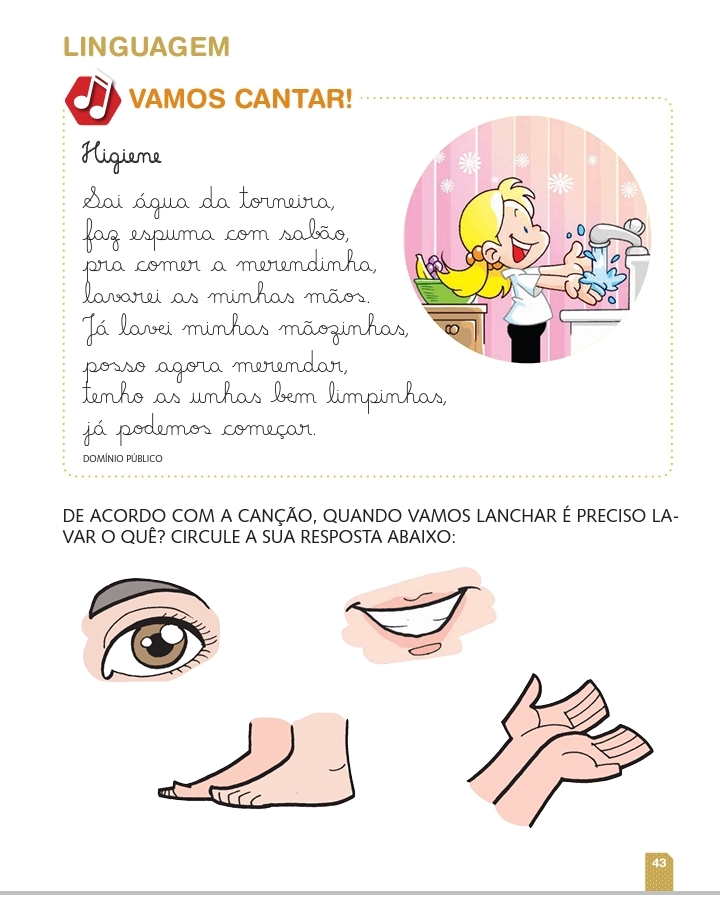 LINGUAGEM
VAMOS CANTAR!
Higiene
Sai água da torneira,
faz espuma com sabão,
pra comer a merendinha,
lavarei as minhas mãos.
Já lavei minhas mãozinhas,
posso agora merendar,
tenho as unhas bem limpinhas,
já podemos começar.
DOMÍNIO PÚBLICO
DE ACORDO COM A CANÇÃO, QUANDO VAMOS LANCHAR É PRECISO LA-
VAR O QUÊ? CIRCULE A SUA RESPOSTA ABAIXO:
43